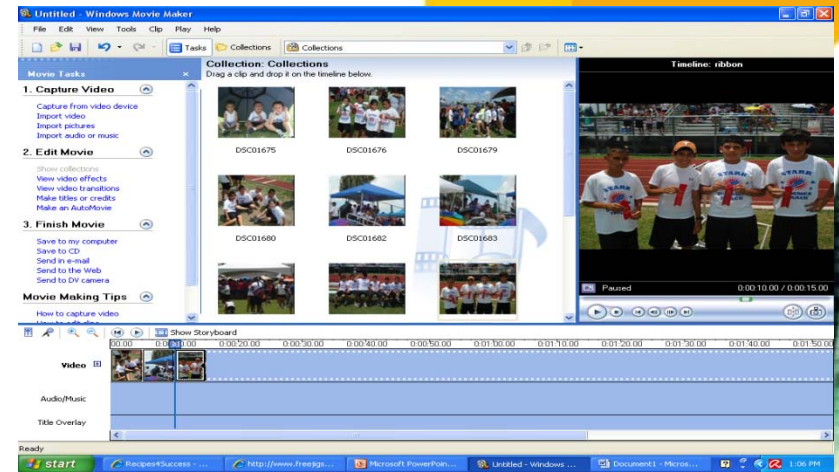 Untitled - Windows Movie Maker
File Edit View Tools Clip Play Help
Tasks Collections Collections
Movie Tasks
Collection: Collections
Drag a clip and drop it on the timeline below.
Timeline: ribbon
1. Capture Video
Capture from video device
Import video
Import pictures
Import audio or music
2. Edit Movie
Show collections
View video effects
View video transitions
Make titles or credits
Make an AutoMovie
3. Finish Movie
Save to my computer
Save to CD
Send in e-mail
Send to the Web
Send to DV camera
Movie Making Tips
How to capture video
DSC01675 DSC01676 DSC01679
DSC01680 DSC01682 DSC01683
STARR STARR
Paused 0:00:10.00 / 0:00:15.00
Show Storyboard
00.00 0:00:20.00 0:00:30.00 0:00:40.00 0:00:50.00 0:01:00.00 0:01:10.00 0:01:20.00 0:01:30.00 0:01:40.00 0:01:50.00
Video
Audio/Music
Title Overlay
Ready
start Recipes4Success - ... Microsoft PowerPoin... Untitled - Windows ... Document1 - Micros... 1:06 PM